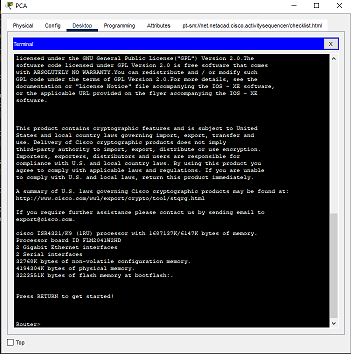 PCA
Physical Config Desktop Programming Attributes pt-sm://net.netacad.cisco.activitysequencer/checklist.html
Terminal
X
licensed under the GNU General Public License("GPL") Version 2.0.The
software code licensed under GPL Version 2.0 is free software that comes
with ABSOLUTELY NO WARRANTY.You can redistribute and / or modify such
GPL code under the terms of GPL Version 2.0.For more details, see the
documentation or "License Notice" file accompanying the IOS - XE software,
or the applicable URL provided on the flyer accompanying the IOS - XE
software.
This product contains cryptographic features and is subject to United
States and local country laws governing import, export, transfer and
use. Delivery of Cisco cryptographic products does not imply
third-party authority to import, export, distribute or use encryption.
Importers, exporters, distributors and users are responsible for
compliance with U.S. and local country laws. By using this product you
agree to comply with applicable laws and regulations. If you are unable
to comply with U.S. and local laws, return this product immediately.
A summary of U.S. laws governing Cisco cryptographic products may be found at:
http://www.cisco.com/wwl/export/crypto/tool/stqrg.html
If you require further assistance please contact us by sending email to
export@cisco.com.
cisco ISR4321/K9 (1RU) processor with 1687137K/6147K bytes of memory.
Processor board ID FLM2041W2HD
2 Gigabit Ethernet interfaces
2 Serial interfaces
32768K bytes of non-volatile configuration memory.
4194304K bytes of physical memory.
3223551K bytes of flash memory at bootflash:.
Press RETURN to get started!
Router>
Top